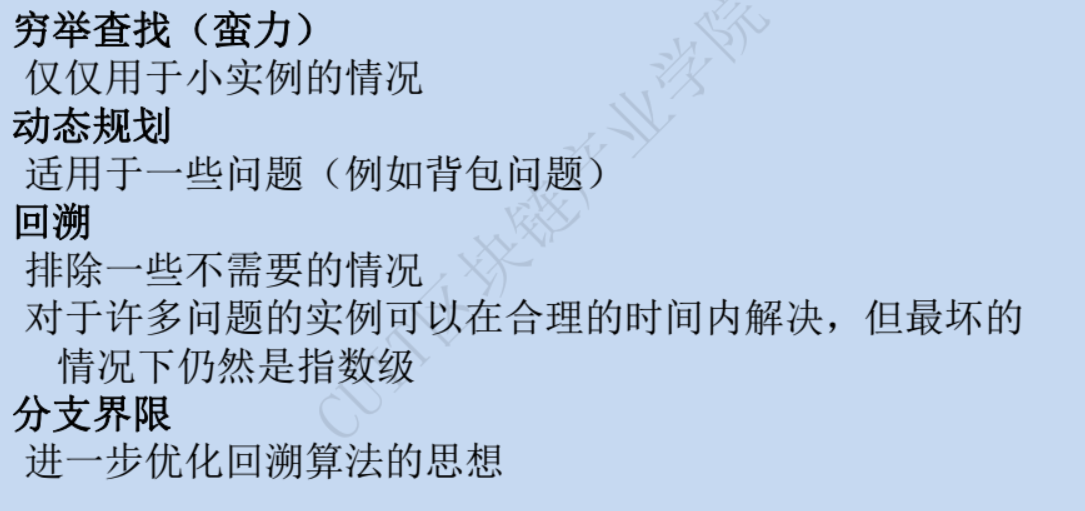 穷举查找（蛮力）
仅仅用于小实例的情况
动态规划
适用于一些问题（例如背包问题）
回溯
排除一些不需要的情况
对于许多问题的实例可以在合理的时间内解决，但最坏的
情况下仍然是指数级
分支界限
进一步优化回溯算法的思想
CUIT区块链产业学院